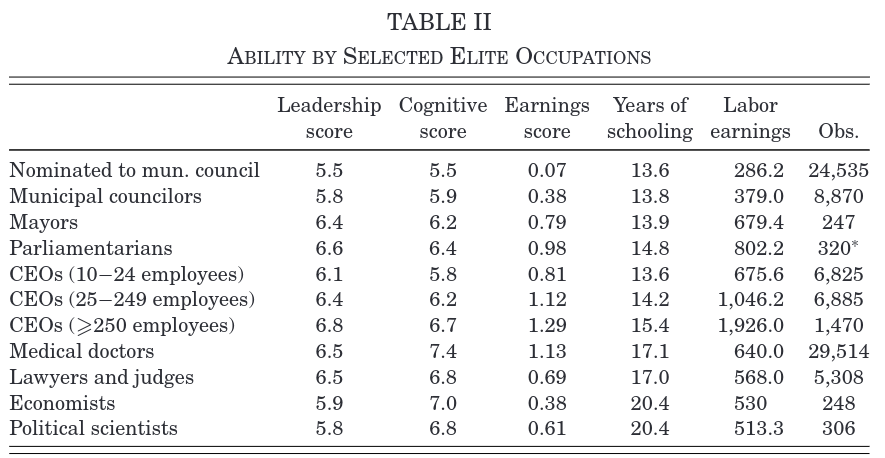 TABLE II
ABILITY BY SELECTED ELITE OCCUPATIONS
Leadership Cognitive Earnings Years of Labor
score score score schooling earnings Obs.
Nominated to mun. council 5.5 5.5 0.07 13.6 286.2 24,535
Municipal councilors 5.8 5.9 0.38 13.8 379.0 8,870
Mayors 6.4 6.2 0.79 13.9 679.4 247
Parliamentarians 6.6 6.4 0.98 14.8 802.2 320*
CEOs (10–24 employees) 6.1 5.8 0.81 13.6 675.6 6,825
CEOs (25–249 employees) 6.4 6.2 1.12 14.2 1,046.2 6,885
CEOs (⩾250 employees) 6.8 6.7 1.29 15.4 1,926.0 1,470
Medical doctors 6.5 7.4 1.13 17.1 640.0 29,514
Lawyers and judges 6.5 6.8 0.69 17.0 568.0 5,308
Economists 5.9 7.0 0.38 20.4 530 248
Political scientists 5.8 6.8 0.61 20.4 513.3 306